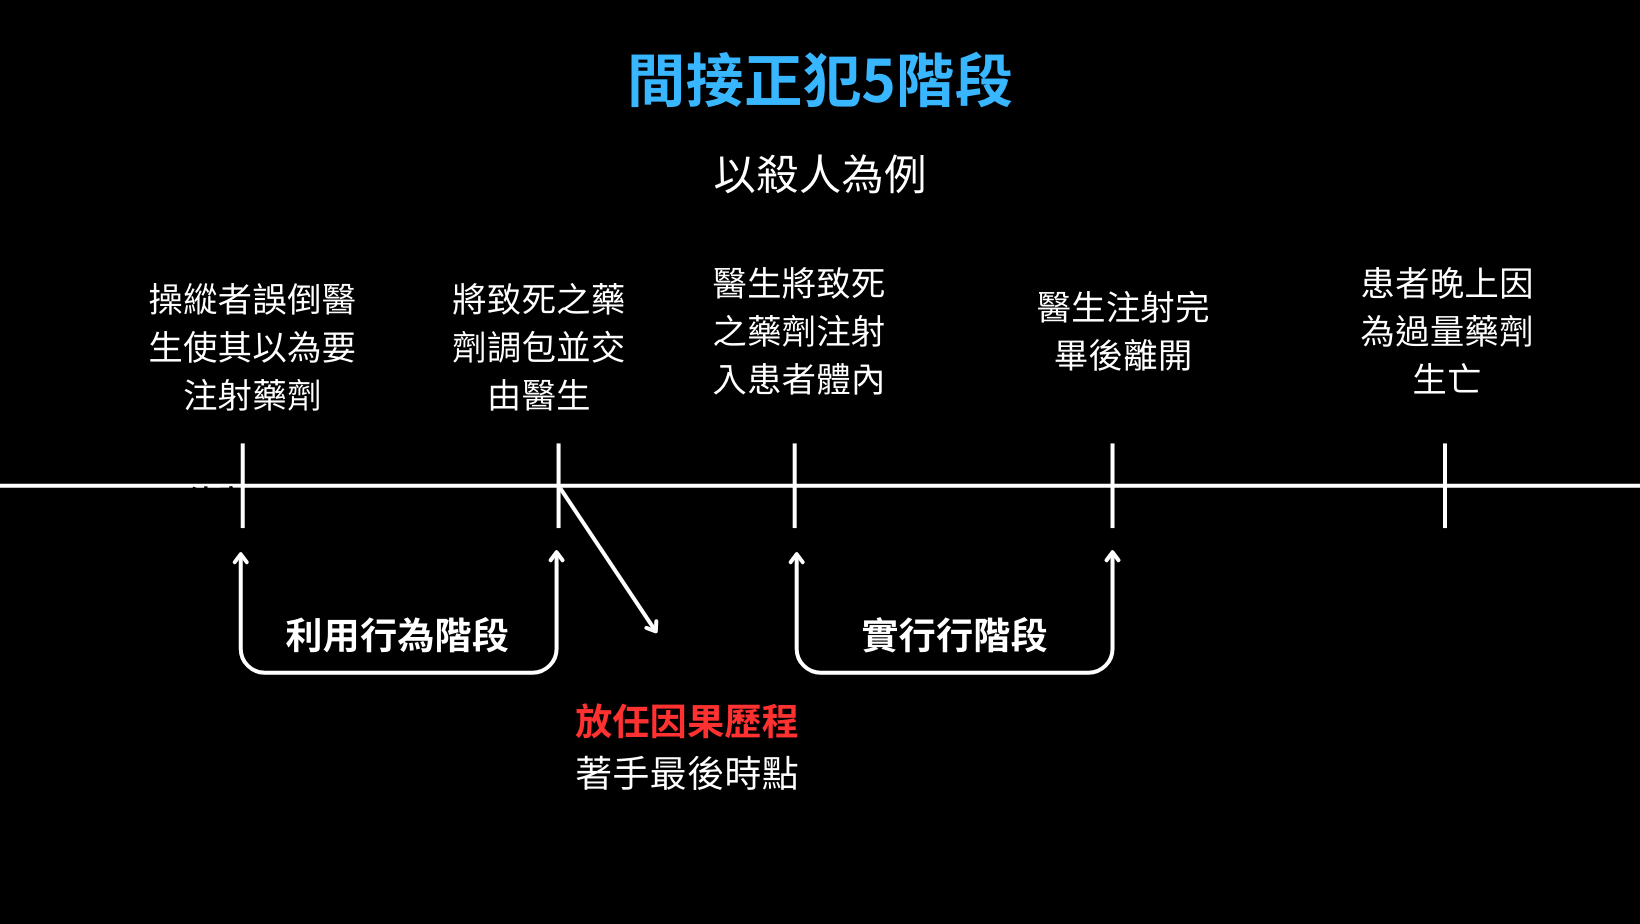 間接正犯5階段
以殺人為例
操縱者誤倒醫
生使其以為要
注射藥劑
將致死之藥
劑調包並交
由醫生
醫生將致死
之藥劑注射
入患者體內
醫生注射完
畢後離開
患者晚上因
為過量藥劑
生亡
利用行為階段
實行行階段
放任因果歷程
著手最後時點